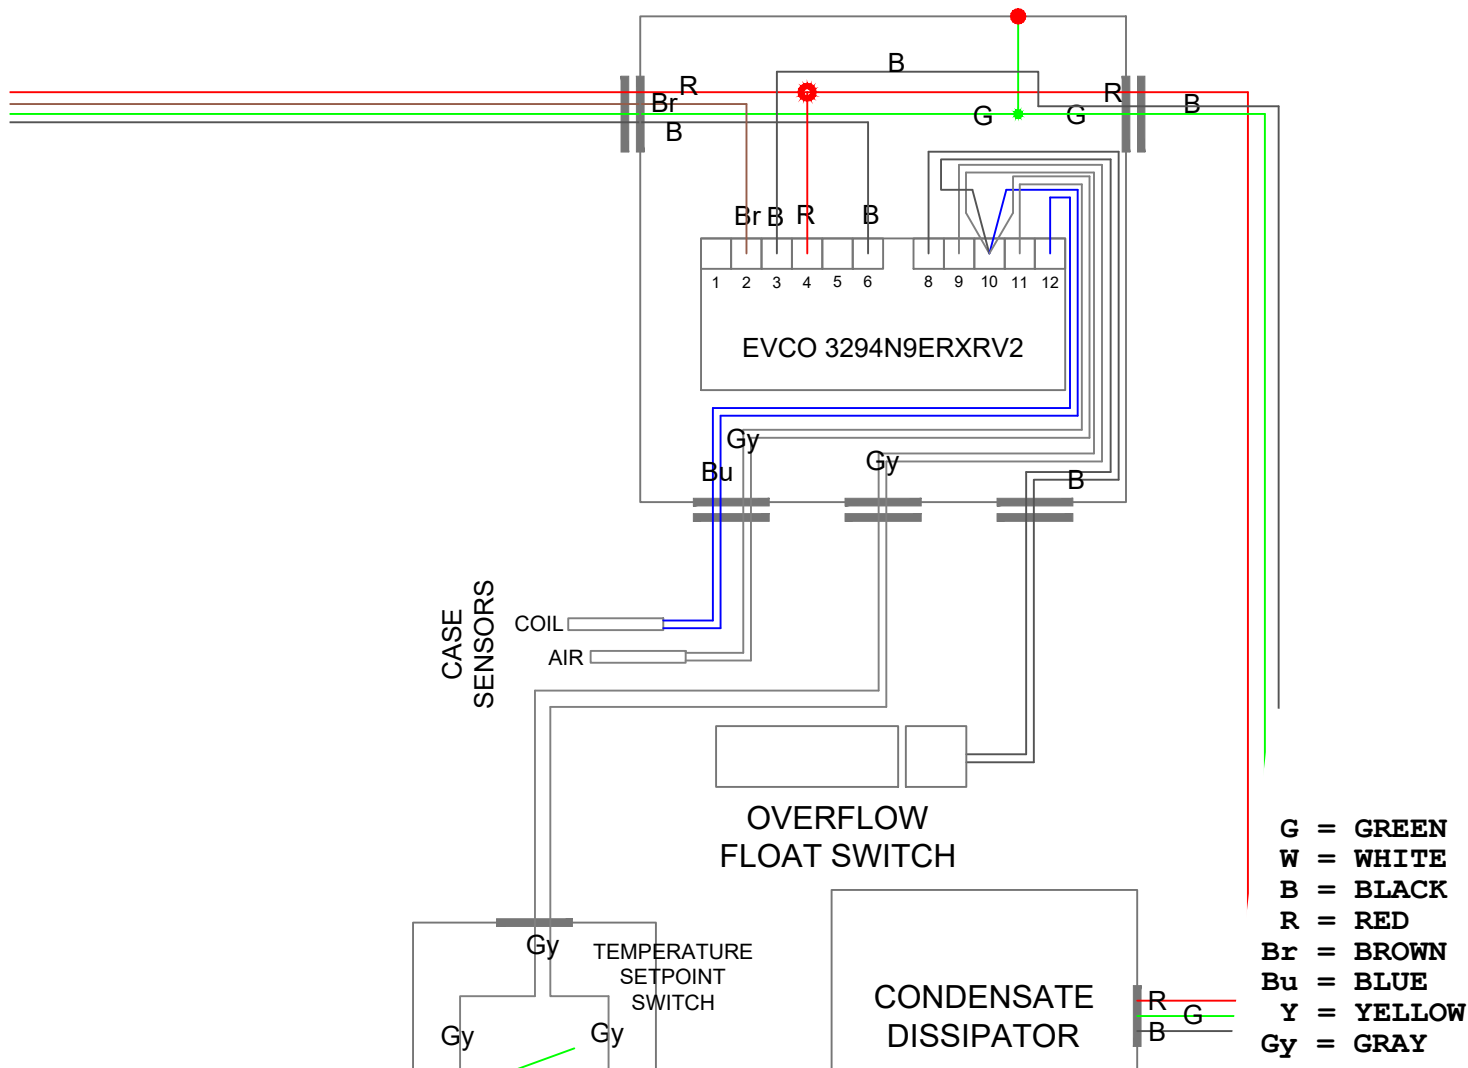 B
R
R
Br
B
B
G
G
Br
B
R
B
1
2
3
4
5
6
8
9
10
11
12
EVCO 3294N9ERXRV2
Gy
Gy
Bu
B
CASE
SENSORS
COIL
AIR
OVERFLOW
FLOAT SWITCH
G = GREEN
W = WHITE
B = BLACK
R = RED
Br = BROWN
Bu = BLUE
Y = YELLOW
Gy = GRAY
Gy
TEMPERATURE
SETPOINT
SWITCH
Gy
Gy
CONDENSATE
DISSIPATOR
R
G
B